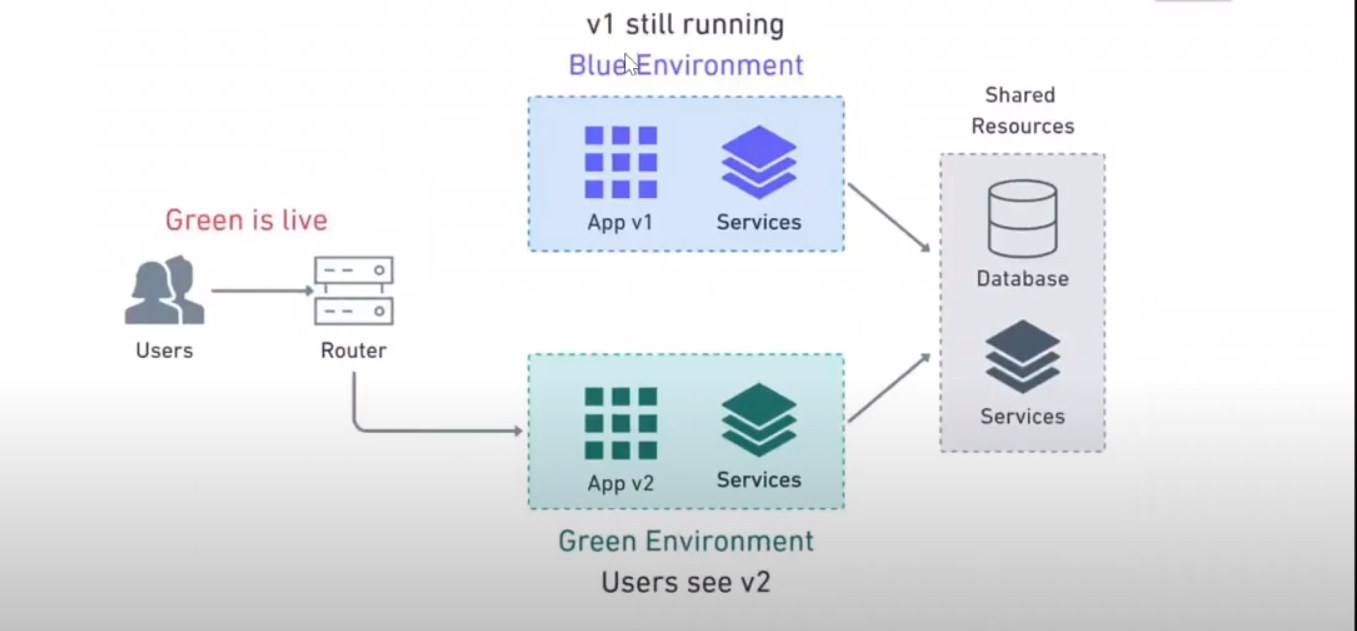 v1 still running
Blue Environment
App v1
Services
Shared
Resources
Database
Services
Green is live
Users
Router
App v2
Services
Green Environment
Users see v2